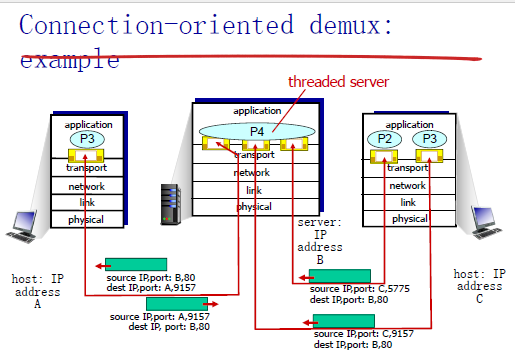 Connection-oriented demux:
example
threaded server
application
P3
transport
network
link
physical
application
P4
transport
network
link
physical
application
P2 P3
transport
network
link
physical
host: IP
address
A
server:
IP
address
B
host: IP
address
C
source IP,port: B,80
dest IP,port: A,9157
source IP,port: A,9157
dest IP, port: B,80
source IP,port: C,5775
dest IP,port: B,80
source IP,port: C,9157
dest IP,port: B,80